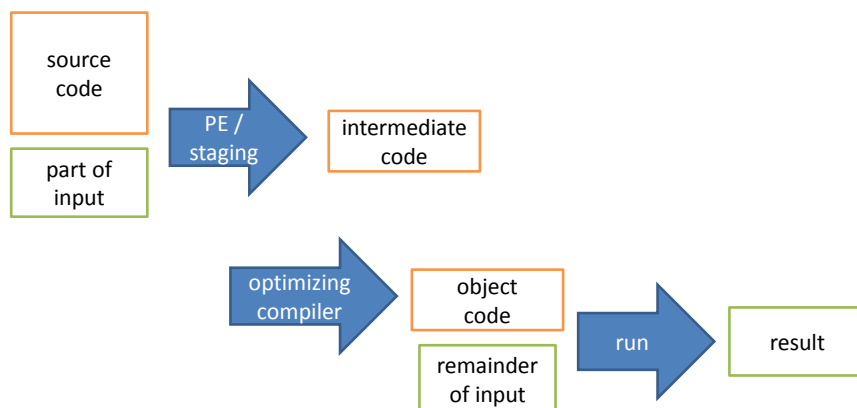 source
code
PE /
staging
intermediate
code
part of
input
optimizing
compiler
object
code
run
result
remainder
of input